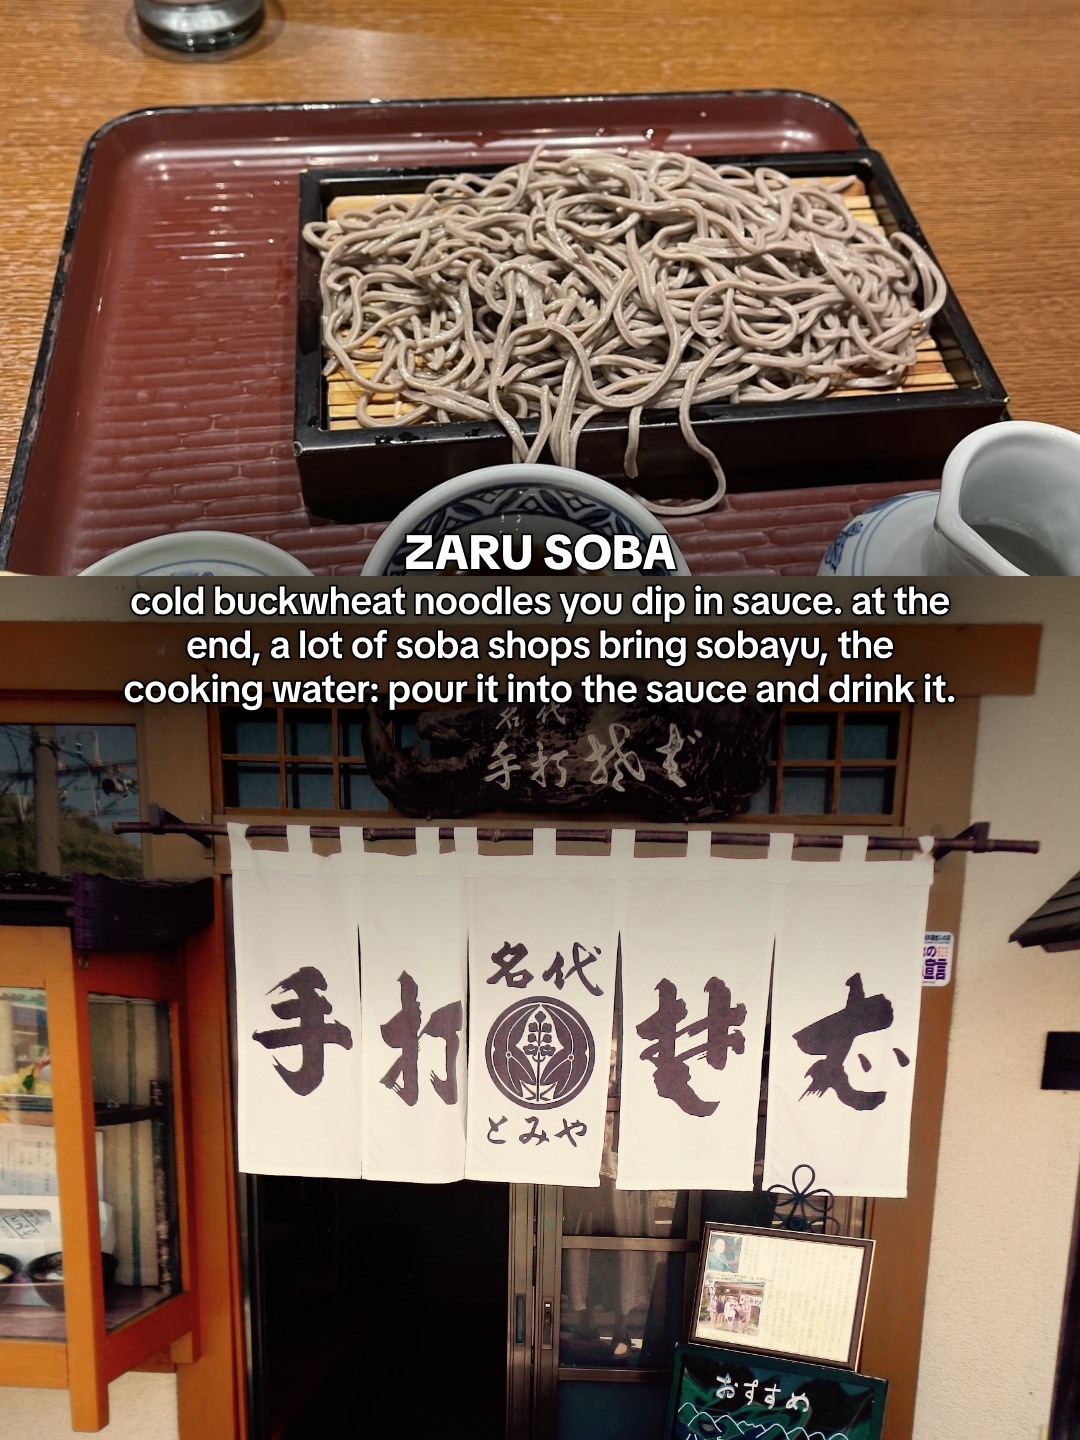 ZARU SOBA
cold buckwheat noodles you dip in sauce. at the
end, a lot of soba shops bring sobayu, the
cooking water: pour it into the sauce and drink it.
名代
手打そば
手打
名代
とみや
そば
おすすめ